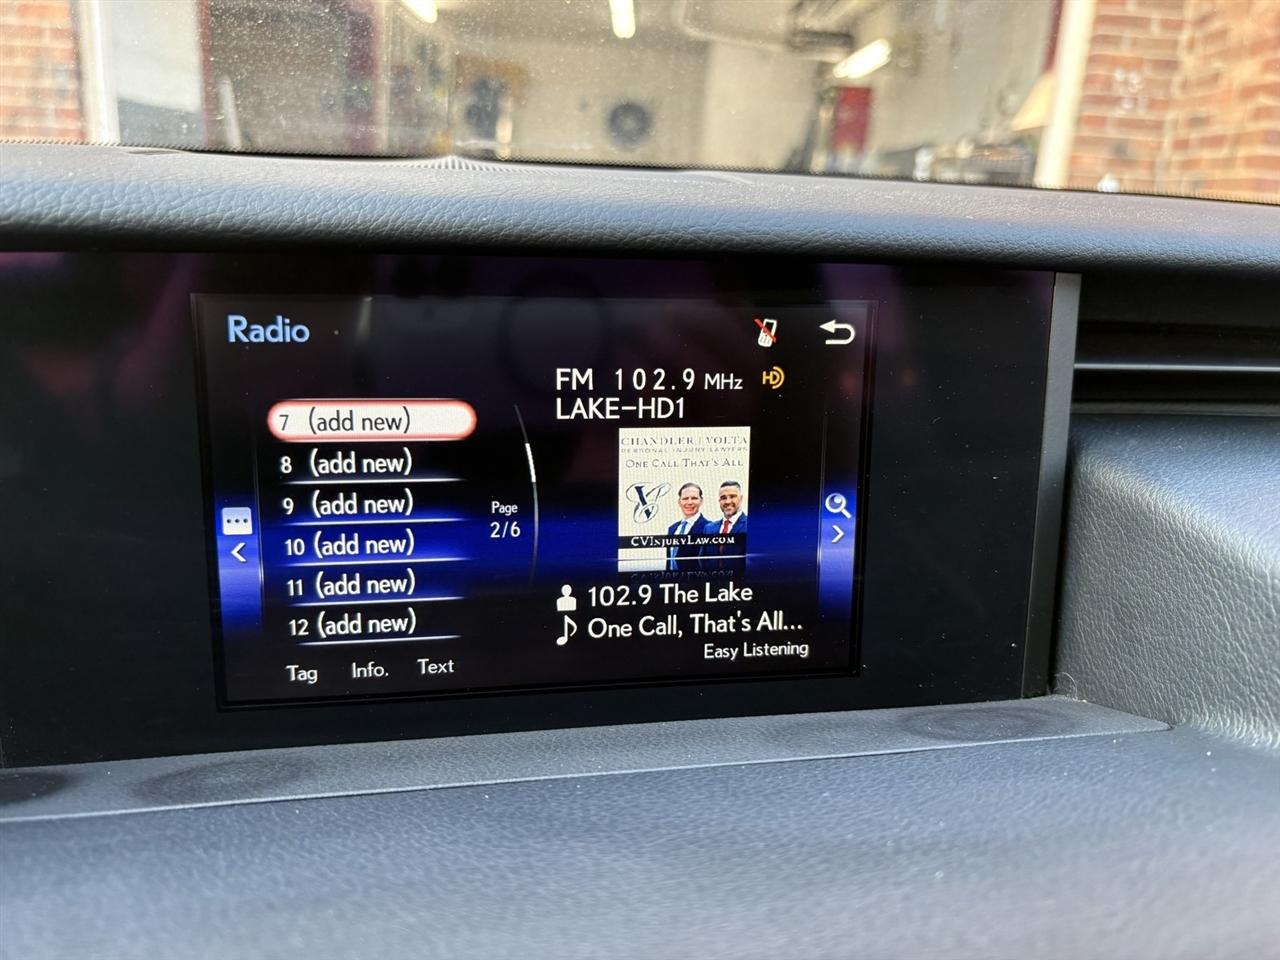 Radio
7 (add new)
8 (add new)
9 (add new)
10 (add new)
11 (add new)
12 (add new)
Page
2/6
Tag Info. Text
FM 102.9 MHz HD
LAKE-HD1
CHANDLER | VOLTA
PERSONAL INJURY LAWYERS
ONE CALL THAT'S ALL
CVINJURYLAW.COM
102.9 The Lake
One Call, That's All...
Easy Listening